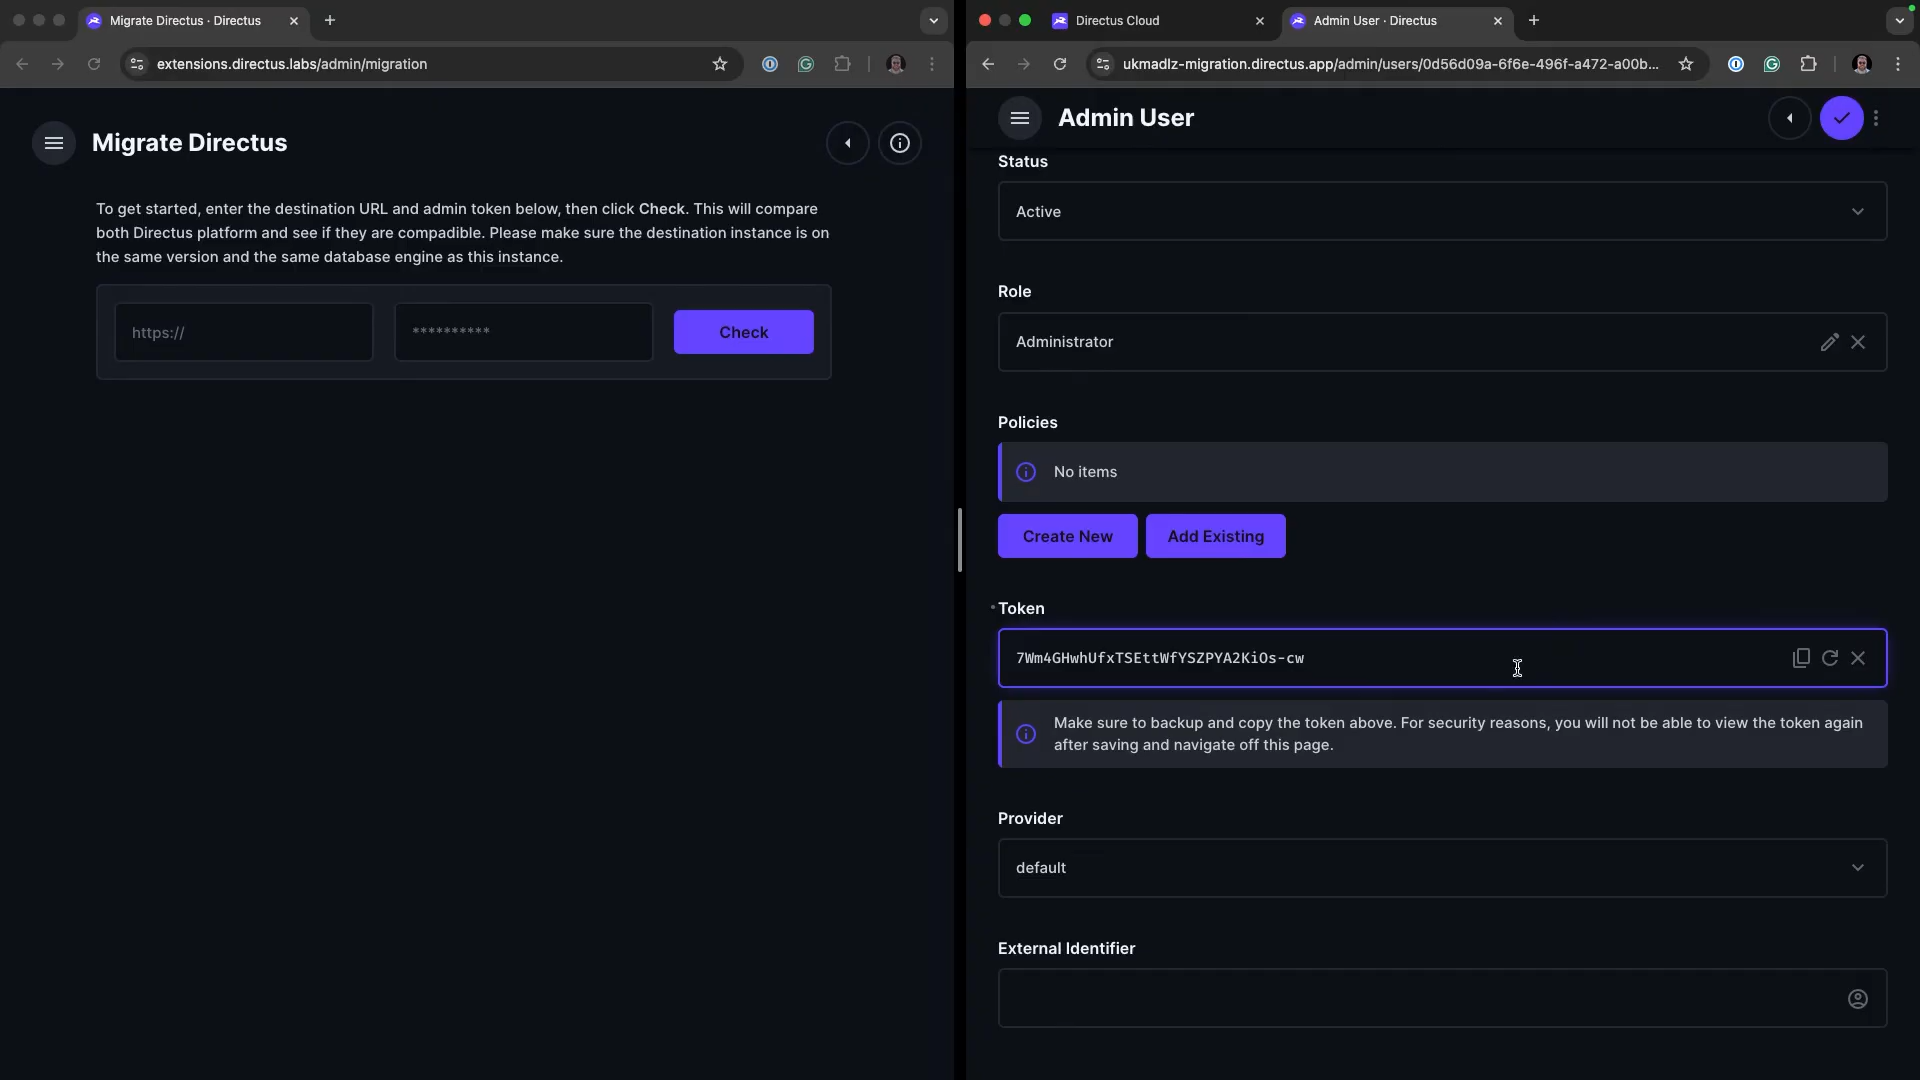 Migrate Directus · Directus
extensions.directus.labs/admin/migration
Migrate Directus
To get started, enter the destination URL and admin token below, then click Check. This will compare
both Directus platform and see if they are compadible. Please make sure the destination instance is on
the same version and the same database engine as this instance.
https://
**********
Check
Directus Cloud
Admin User · Directus
ukmadlz-migration.directus.app/admin/users/0d56d09a-6f6e-496f-a472-a00b...
Admin User
Status
Active
Role
Administrator
Policies
No items
Create New
Add Existing
Token
7Wm4GHwhUfxTSEttWfYSZPYA2KiOs-cw
Make sure to backup and copy the token above. For security reasons, you will not be able to view the token again
after saving and navigate off this page.
Provider
default
External Identifier